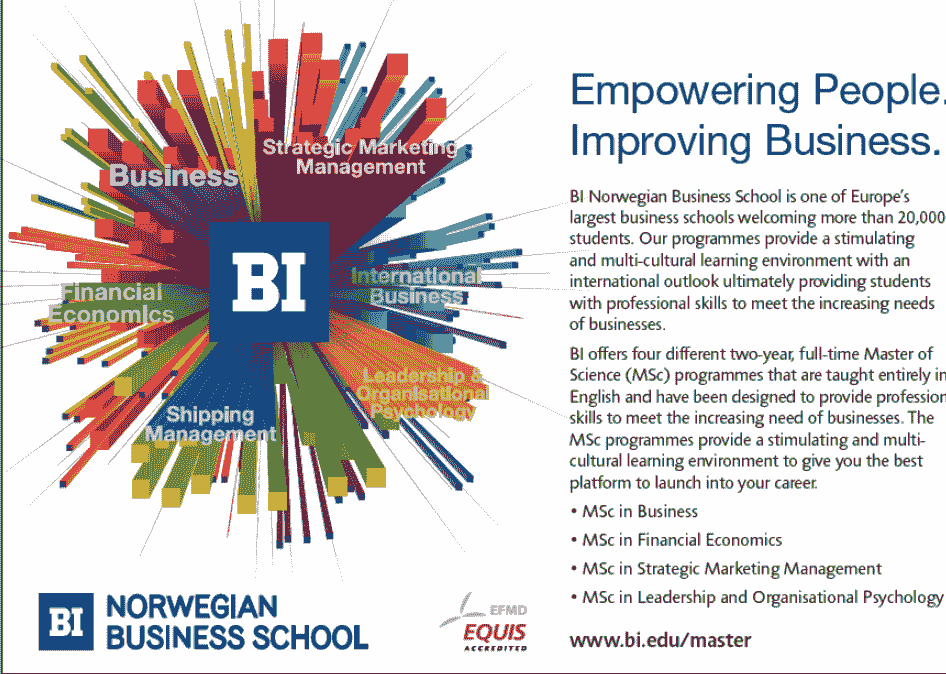 Strategic Marketing
Management
Business
BI
International
Business
Financial
Economics
Leadership &
Organisational
Psychology
Shipping
Management
BI NORWEGIAN
BUSINESS SCHOOL
EFMD
EQUIS
ACCREDITED
Empowering People.
Improving Business.
BI Norwegian Business School is one of Europe's
largest business schools welcoming more than 20,000
students. Our programmes provide a stimulating
and multi-cultural learning environment with an
international outlook ultimately providing students
with professional skills to meet the increasing needs
of businesses.
BI offers four different two-year, full-time Master of
Science (MSc) programmes that are taught entirely in
English and have been designed to provide profession
skills to meet the increasing need of businesses. The
MSc programmes provide a stimulating and multi-
cultural learning environment to give you the best
platform to launch into your career.
• MSc in Business
• MSc in Financial Economics
• MSc in Strategic Marketing Management
• MSc in Leadership and Organisational Psychology
www.bi.edu/master